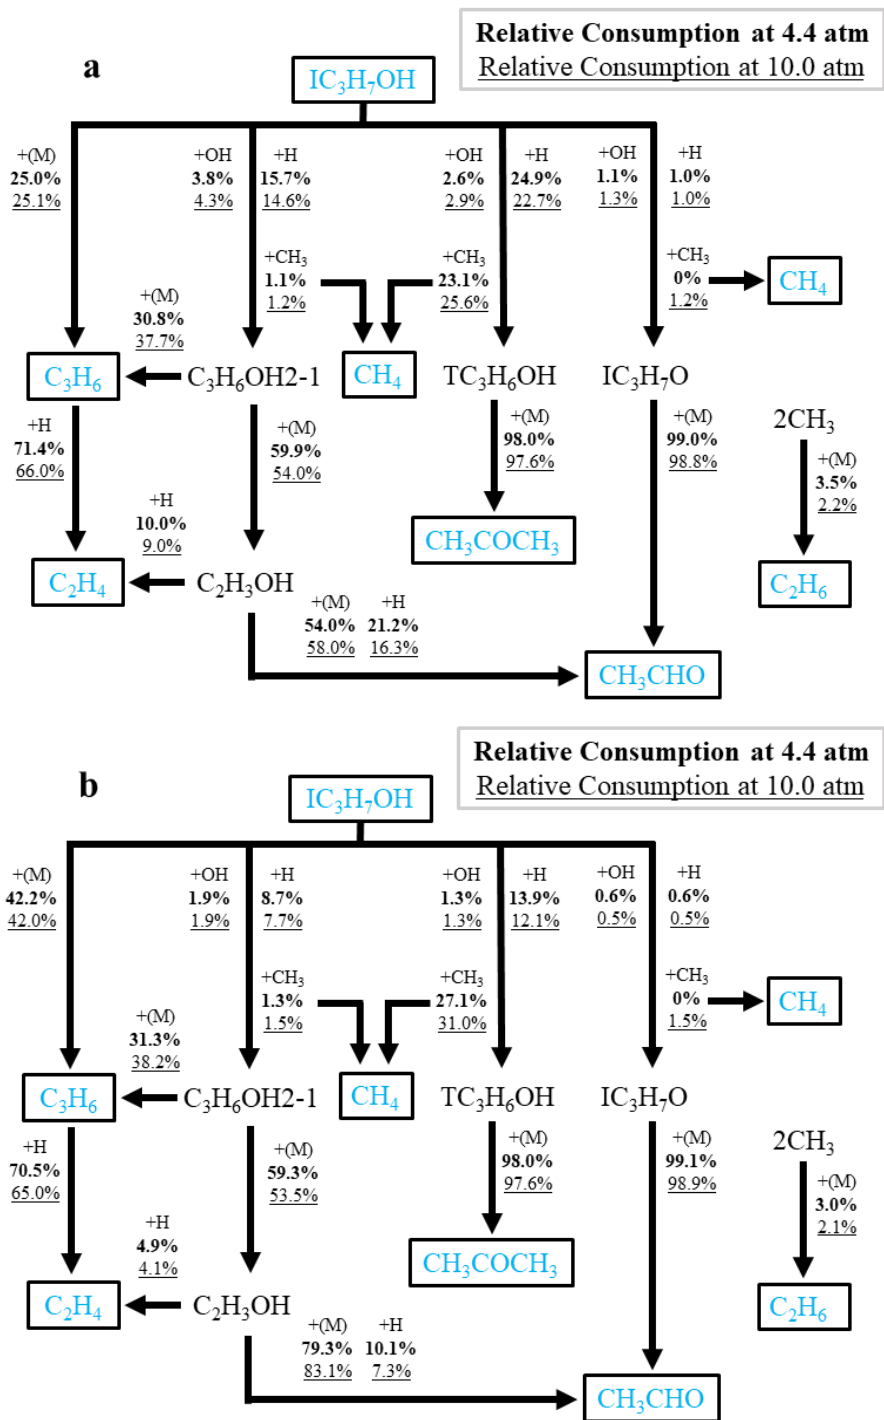 Relative Consumption at 4.4 atm
Relative Consumption at 10.0 atm
a
IC₃H₇OH
+(M)
25.0%
25.1%
+OH
3.8%
4.3%
+H
15.7%
14.6%
+OH
2.6%
2.9%
+H
24.9%
22.7%
+OH
1.1%
1.3%
+H
1.0%
1.0%
+CH₃
1.1%
1.2%
+CH₃
23.1%
25.6%
+CH₃
0%
1.2%
CH₄
+(M)
30.8%
37.7%
C₃H₆
C₃H₆OH2-1
CH₄
TC₃H₆OH
IC₃H₇O
+H
71.4%
66.0%
+(M)
59.9%
54.0%
+(M)
98.0%
97.6%
+(M)
99.0%
98.8%
2CH₃
+(M)
3.5%
2.2%
+H
10.0%
9.0%
CH₃COCH₃
C₂H₄
C₂H₃OH
C₂H₆
+(M)
54.0%
58.0%
+H
21.2%
16.3%
CH₃CHO
Relative Consumption at 4.4 atm
Relative Consumption at 10.0 atm
b
IC₃H₇OH
+(M)
42.2%
42.0%
+OH
1.9%
1.9%
+H
8.7%
7.7%
+OH
1.3%
1.3%
+H
13.9%
12.1%
+OH
0.6%
0.5%
+H
0.6%
0.5%
+CH₃
1.3%
1.5%
+CH₃
27.1%
31.0%
+CH₃
0%
1.5%
CH₄
+(M)
31.3%
38.2%
C₃H₆
C₃H₆OH2-1
CH₄
TC₃H₆OH
IC₃H₇O
+H
70.5%
65.0%
+(M)
59.3%
53.5%
+(M)
98.0%
97.6%
+(M)
99.1%
98.9%
2CH₃
+(M)
3.0%
2.1%
+H
4.9%
4.1%
CH₃COCH₃
C₂H₄
C₂H₃OH
C₂H₆
+(M)
79.3%
83.1%
+H
10.1%
7.3%
CH₃CHO